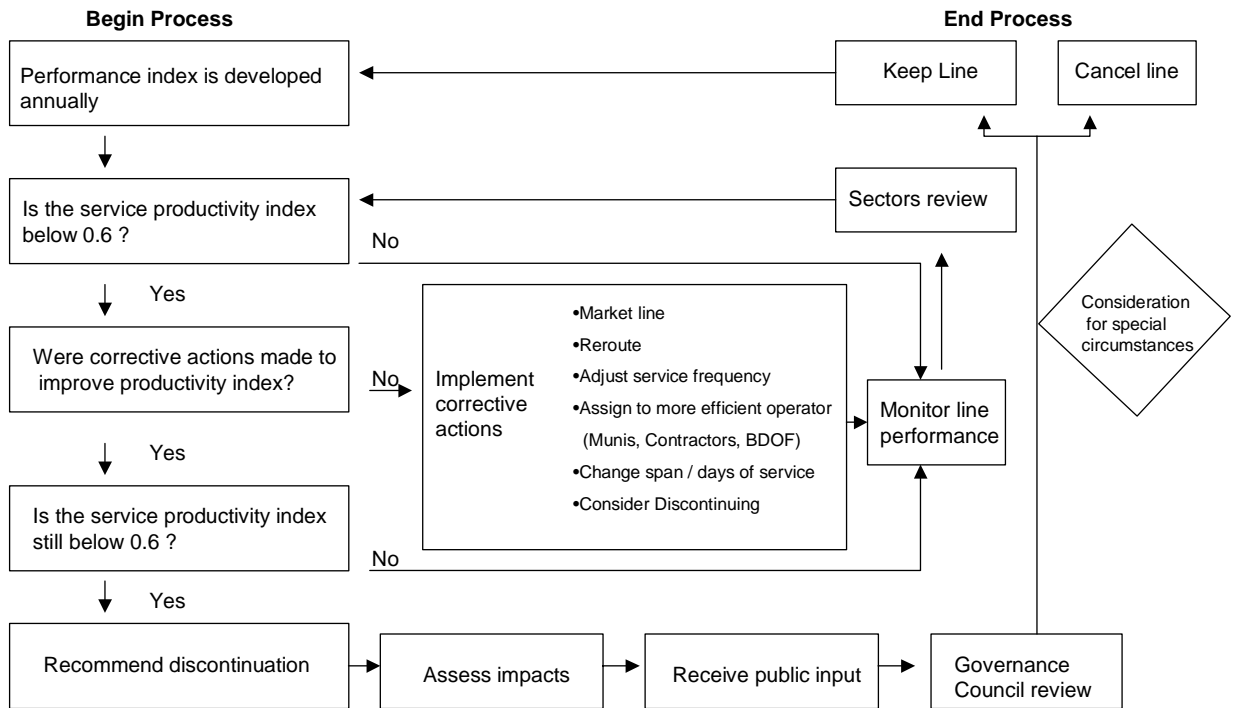 Begin Process
End Process
Performance index is developed
annually
Keep Line
Cancel line
Is the service productivity index
below 0.6 ?
Sectors review
No
Yes
Were corrective actions made to
improve productivity index?
No
Implement
corrective
actions
•Market line
•Reroute
•Adjust service frequency
•Assign to more efficient operator
(Munis, Contractors, BDOF)
•Change span / days of service
•Consider Discontinuing
Monitor line
performance
Consideration
for special
circumstances
Yes
Is the service productivity index
still below 0.6 ?
No
Yes
Recommend discontinuation
Assess impacts
Receive public input
Governance
Council review